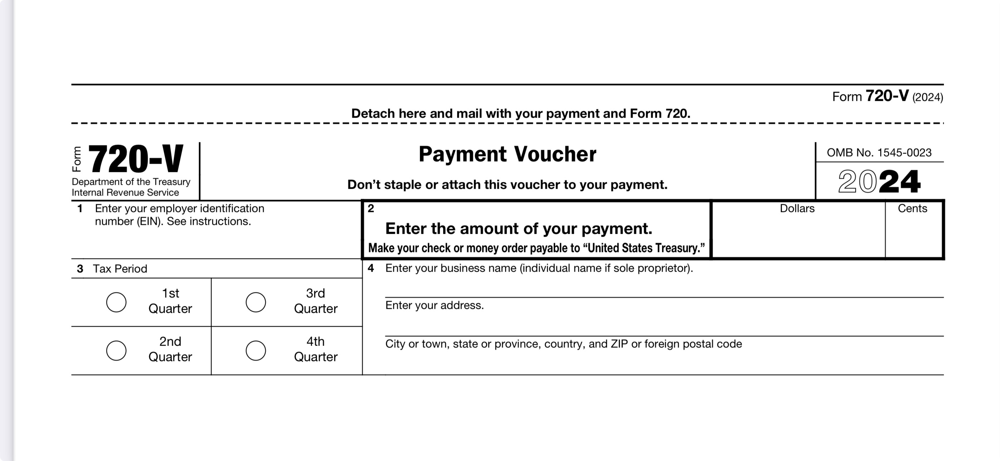 Form 720-V (2024)
Detach here and mail with your payment and Form 720.
Form 720-V
Department of the Treasury
Internal Revenue Service
Payment Voucher
Don’t staple or attach this voucher to your payment.
OMB No. 1545-0023
2024
1 Enter your employer identification
number (EIN). See instructions.
2
Enter the amount of your payment.
Make your check or money order payable to “United States Treasury.”
Dollars
Cents
3 Tax Period
1st
Quarter
3rd
Quarter
2nd
Quarter
4th
Quarter
4 Enter your business name (individual name if sole proprietor).
Enter your address.
City or town, state or province, country, and ZIP or foreign postal code